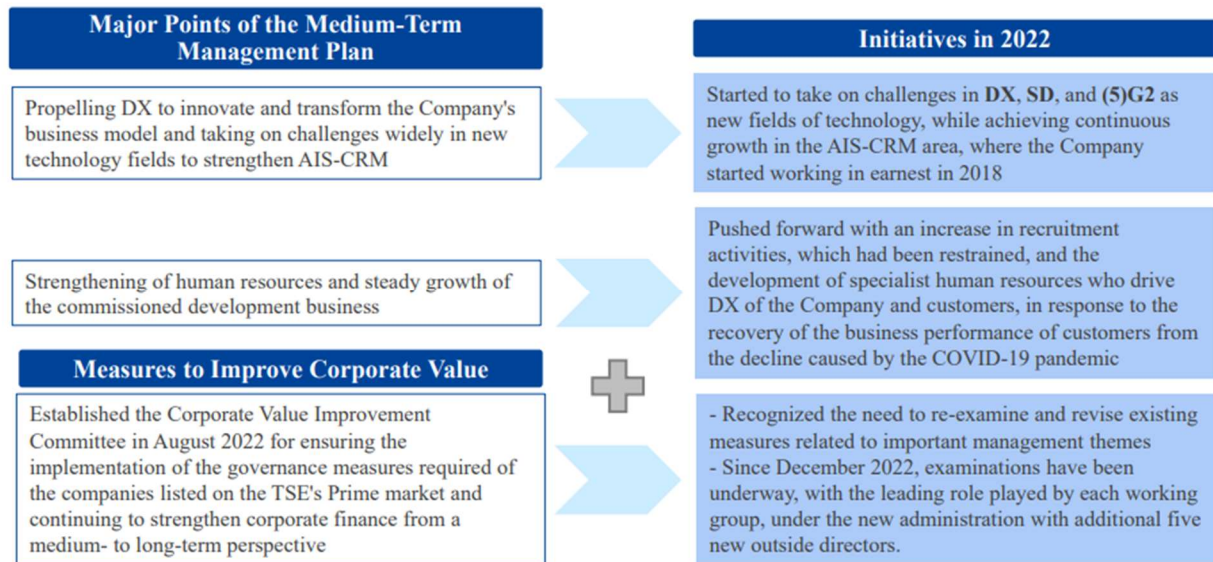 Major Points of the Medium-Term
Management Plan
Initiatives in 2022
Propelling DX to innovate and transform the Company's
business model and taking on challenges widely in new
technology fields to strengthen AIS-CRM
Started to take on challenges in DX, SD, and (5)G2 as
new fields of technology, while achieving continuous
growth in the AIS-CRM area, where the Company
started working in earnest in 2018
Strengthening of human resources and steady growth of
the commissioned development business
Pushed forward with an increase in recruitment
activities, which had been restrained, and the
development of specialist human resources who drive
DX of the Company and customers, in response to the
recovery of the business performance of customers from
the decline caused by the COVID-19 pandemic
Measures to Improve Corporate Value
Established the Corporate Value Improvement
Committee in August 2022 for ensuring the
implementation of the governance measures required of
the companies listed on the TSE's Prime market and
continuing to strengthen corporate finance from a
medium- to long-term perspective
- Recognized the need to re-examine and revise existing
measures related to important management themes
- Since December 2022, examinations have been
underway, with the leading role played by each working
group, under the new administration with additional five
new outside directors.